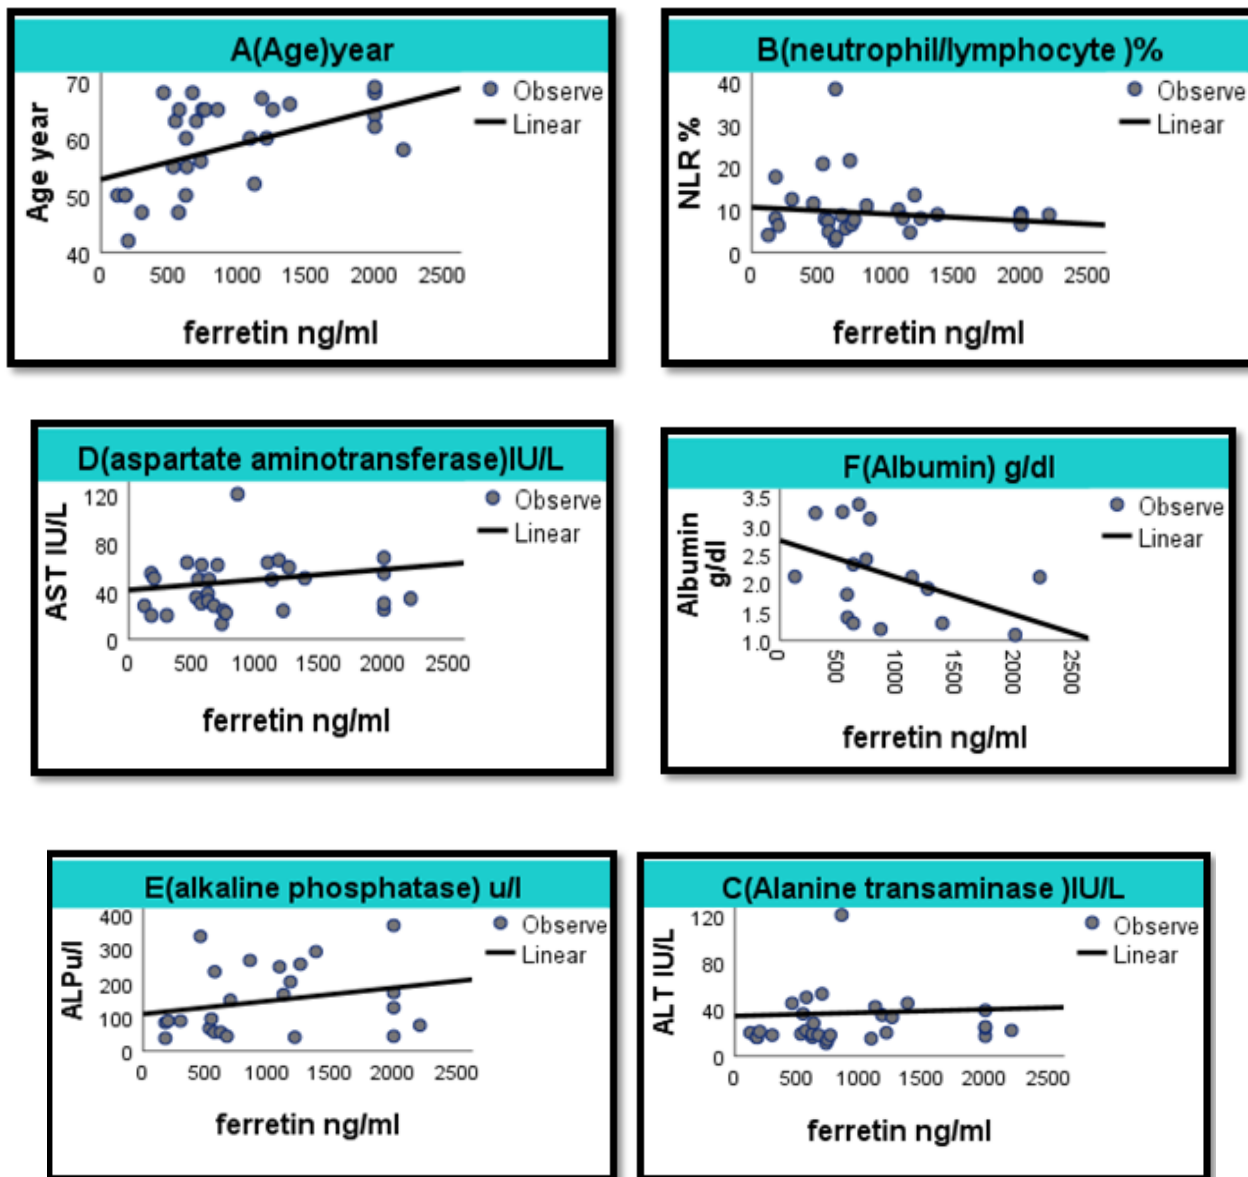 A(Age)year
70
60
50
40
Age year
0 500 1000 1500 2000 2500
ferretin ng/ml
Observe
Linear
B(neutrophil/lymphocyte )%
40
30
20
10
0
NLR %
0 500 1000 1500 2000 2500
ferretin ng/ml
Observe
Linear
D(aspartate aminotransferase)IU/L
120
80
40
0
AST IU/L
0 500 1000 1500 2000 2500
ferretin ng/ml
Observe
Linear
F(Albumin) g/dl
3.5
3.0
2.5
2.0
1.5
1.0
Albumin
g/dl
0 500 1000 1500 2000 2500
ferretin ng/ml
Observe
Linear
E(alkaline phosphatase) u/l
400
300
200
100
0
ALPu/l
0 500 1000 1500 2000 2500
ferretin ng/ml
Observe
Linear
C(Alanine transaminase )IU/L
120
80
40
0
ALT IU/L
0 500 1000 1500 2000 2500
ferretin ng/ml
Observe
Linear